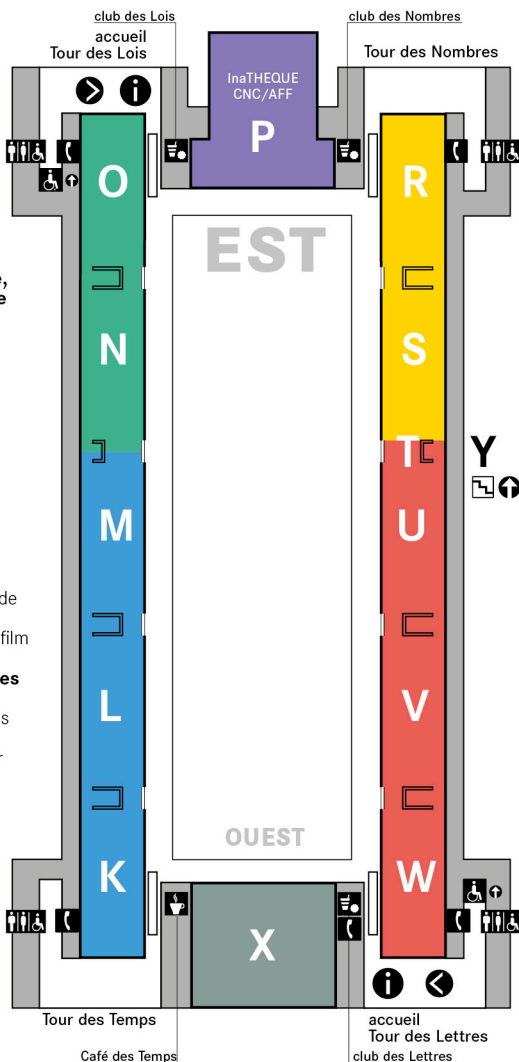 club des Lois
club des Nombres
accueil
Tour des Lois
Tour des Nombres
InaTHEQUE
CNC/AFF
P
O
R
EST
N
S
T
Y
M
U
de
film
es
L
V
s
r
OUEST
K
W
X
Tour des Temps
accueil
Tour des Lettres
Café des Temps
club des Lettres